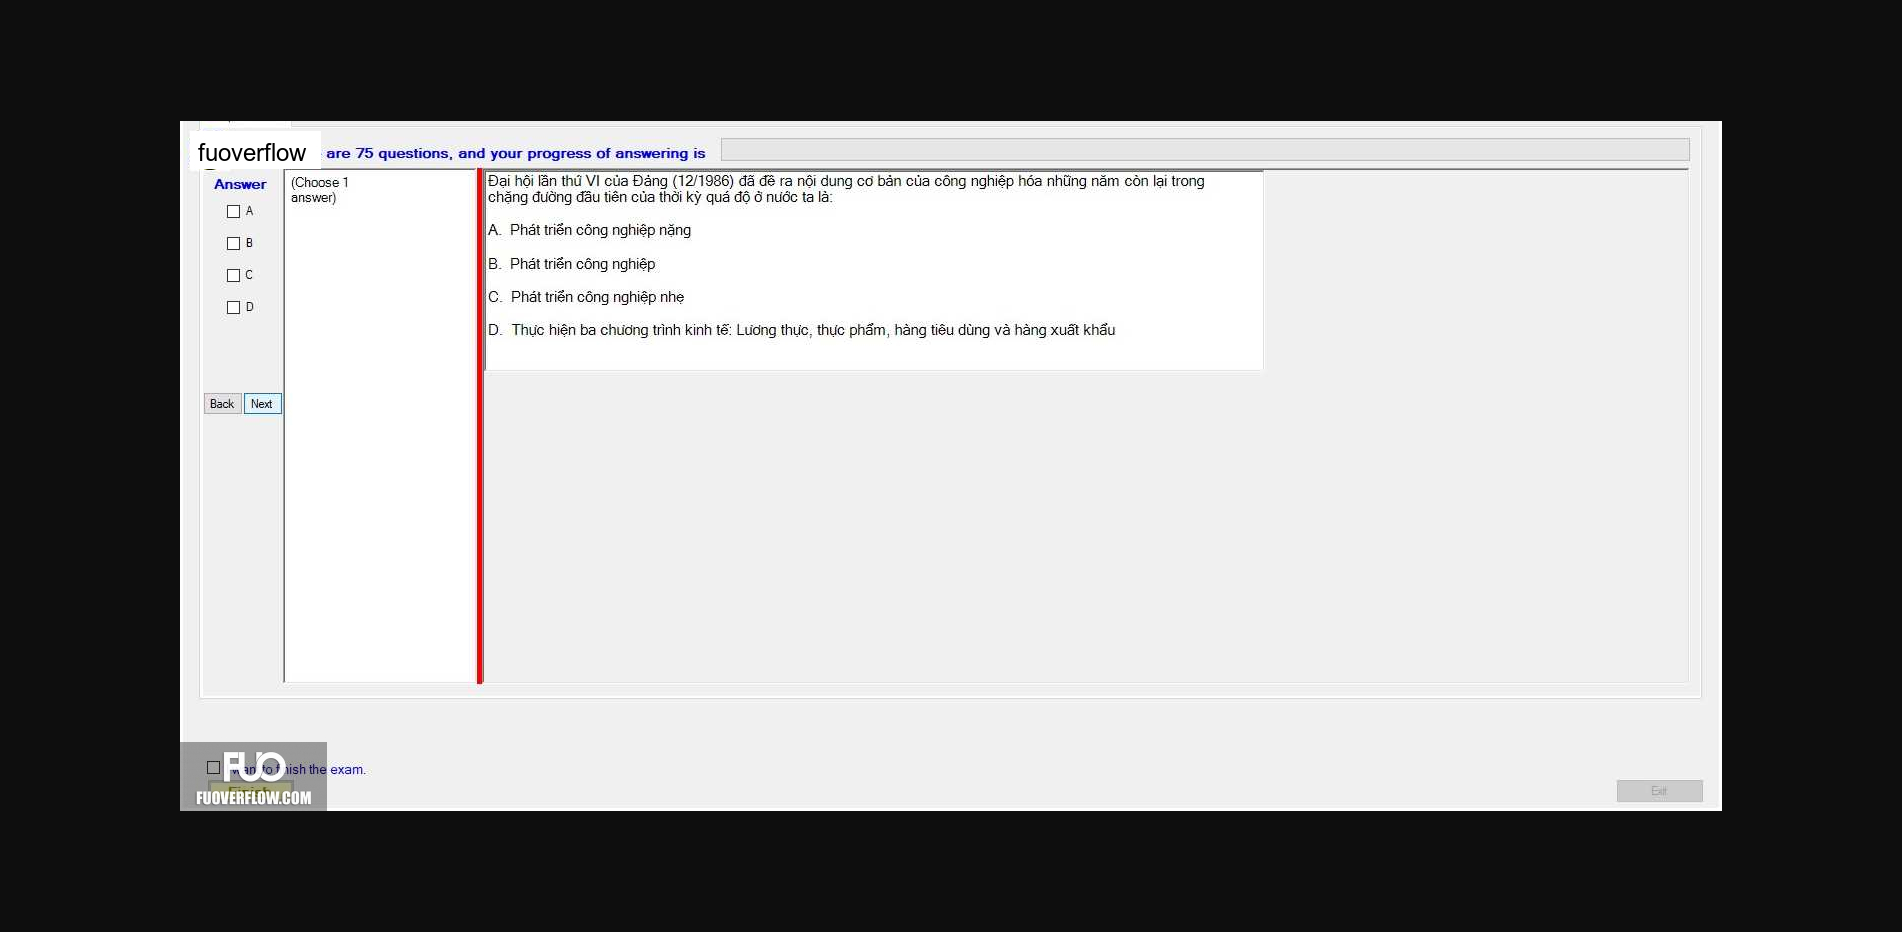 fuoverflow are 75 questions, and your progress of answering is
Answer
A
B
C
D
Back Next
(Choose 1
answer)
Đại hội lần thứ VI của Đảng (12/1986) đã đề ra nội dung cơ bản của công nghiệp hóa những năm còn lại trong
chặng đường đầu tiên của thời kỳ quá độ ở nước ta là:
A. Phát triển công nghiệp nặng
B. Phát triển công nghiệp
C. Phát triển công nghiệp nhẹ
D. Thực hiện ba chương trình kinh tế: Lương thực, thực phẩm, hàng tiêu dùng và hàng xuất khẩu
want to finish the exam.
Finish
FUO
FUOVERFLOW.COM
Exit